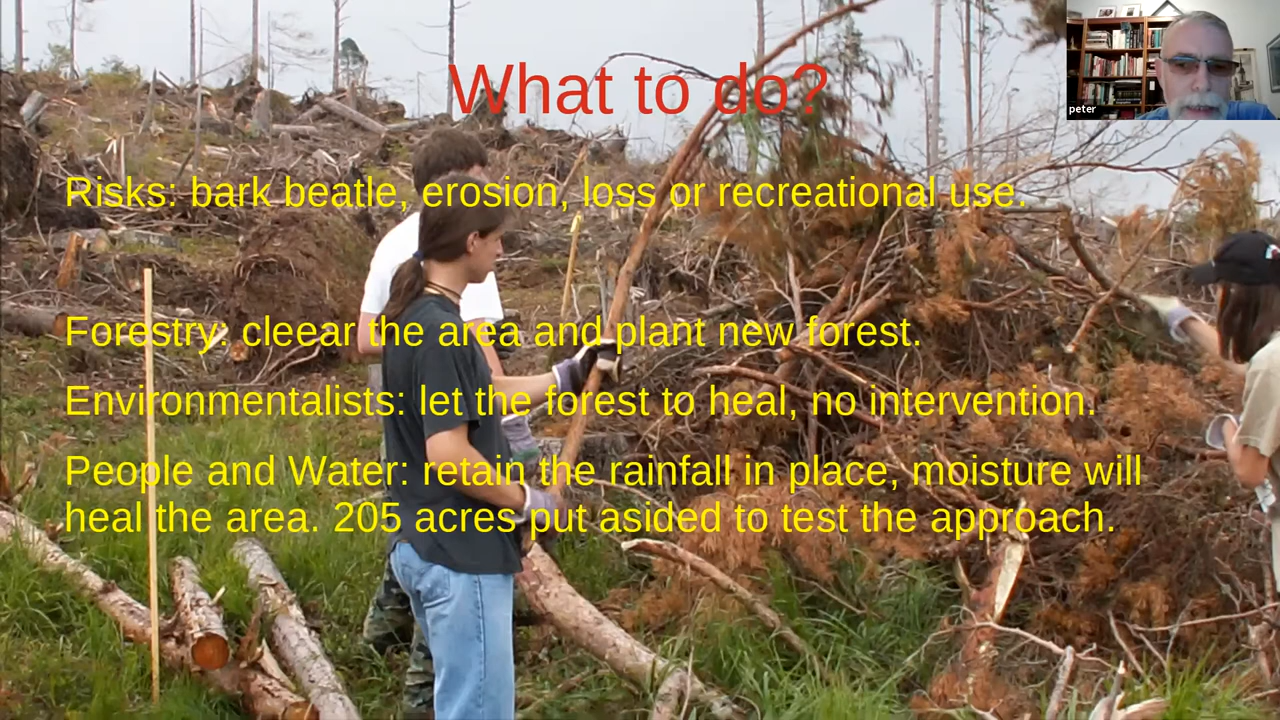 What to do?
peter
Risks: bark beatle, erosion, loss or recreational use.
Forestry: cleear the area and plant new forest.
Environmentalists: let the forest to heal, no intervention.
People and Water: retain the rainfall in place, moisture will
heal the area. 205 acres put asided to test the approach.